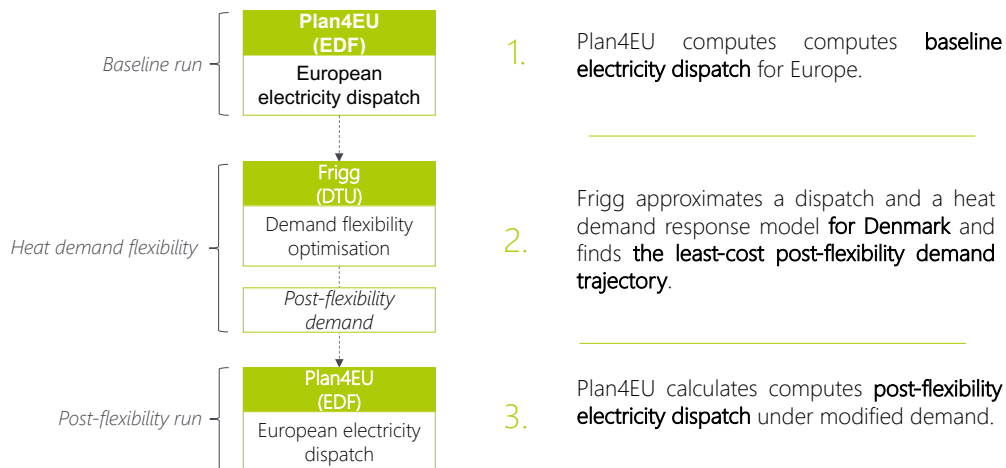 Plan4EU
(EDF)
Baseline run
European
electricity dispatch
1.
Plan4EU computes computes baseline
electricity dispatch for Europe.
Frigg
(DTU)
Heat demand flexibility
Demand flexibility
optimisation
Post-flexibility
demand
2.
Frigg approximates a dispatch and a heat
demand response model for Denmark and
finds the least-cost post-flexibility demand
trajectory.
Plan4EU
(EDF)
Post-flexibility run
European electricity
dispatch
3.
Plan4EU calculates computes post-flexibility
electricity dispatch under modified demand.